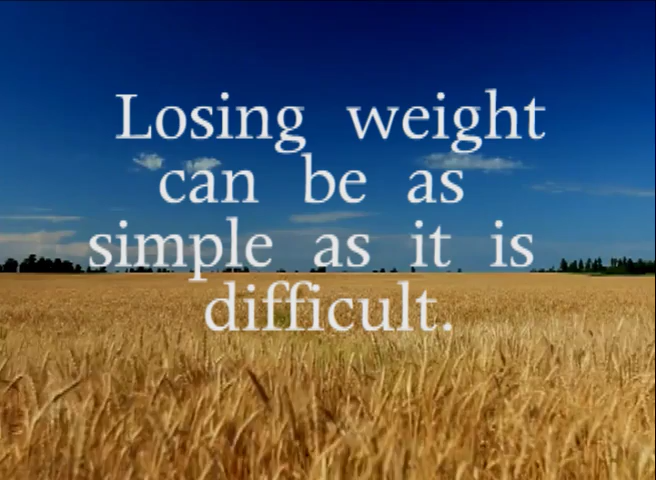 Losing weight
can be as
simple as it is
difficult.